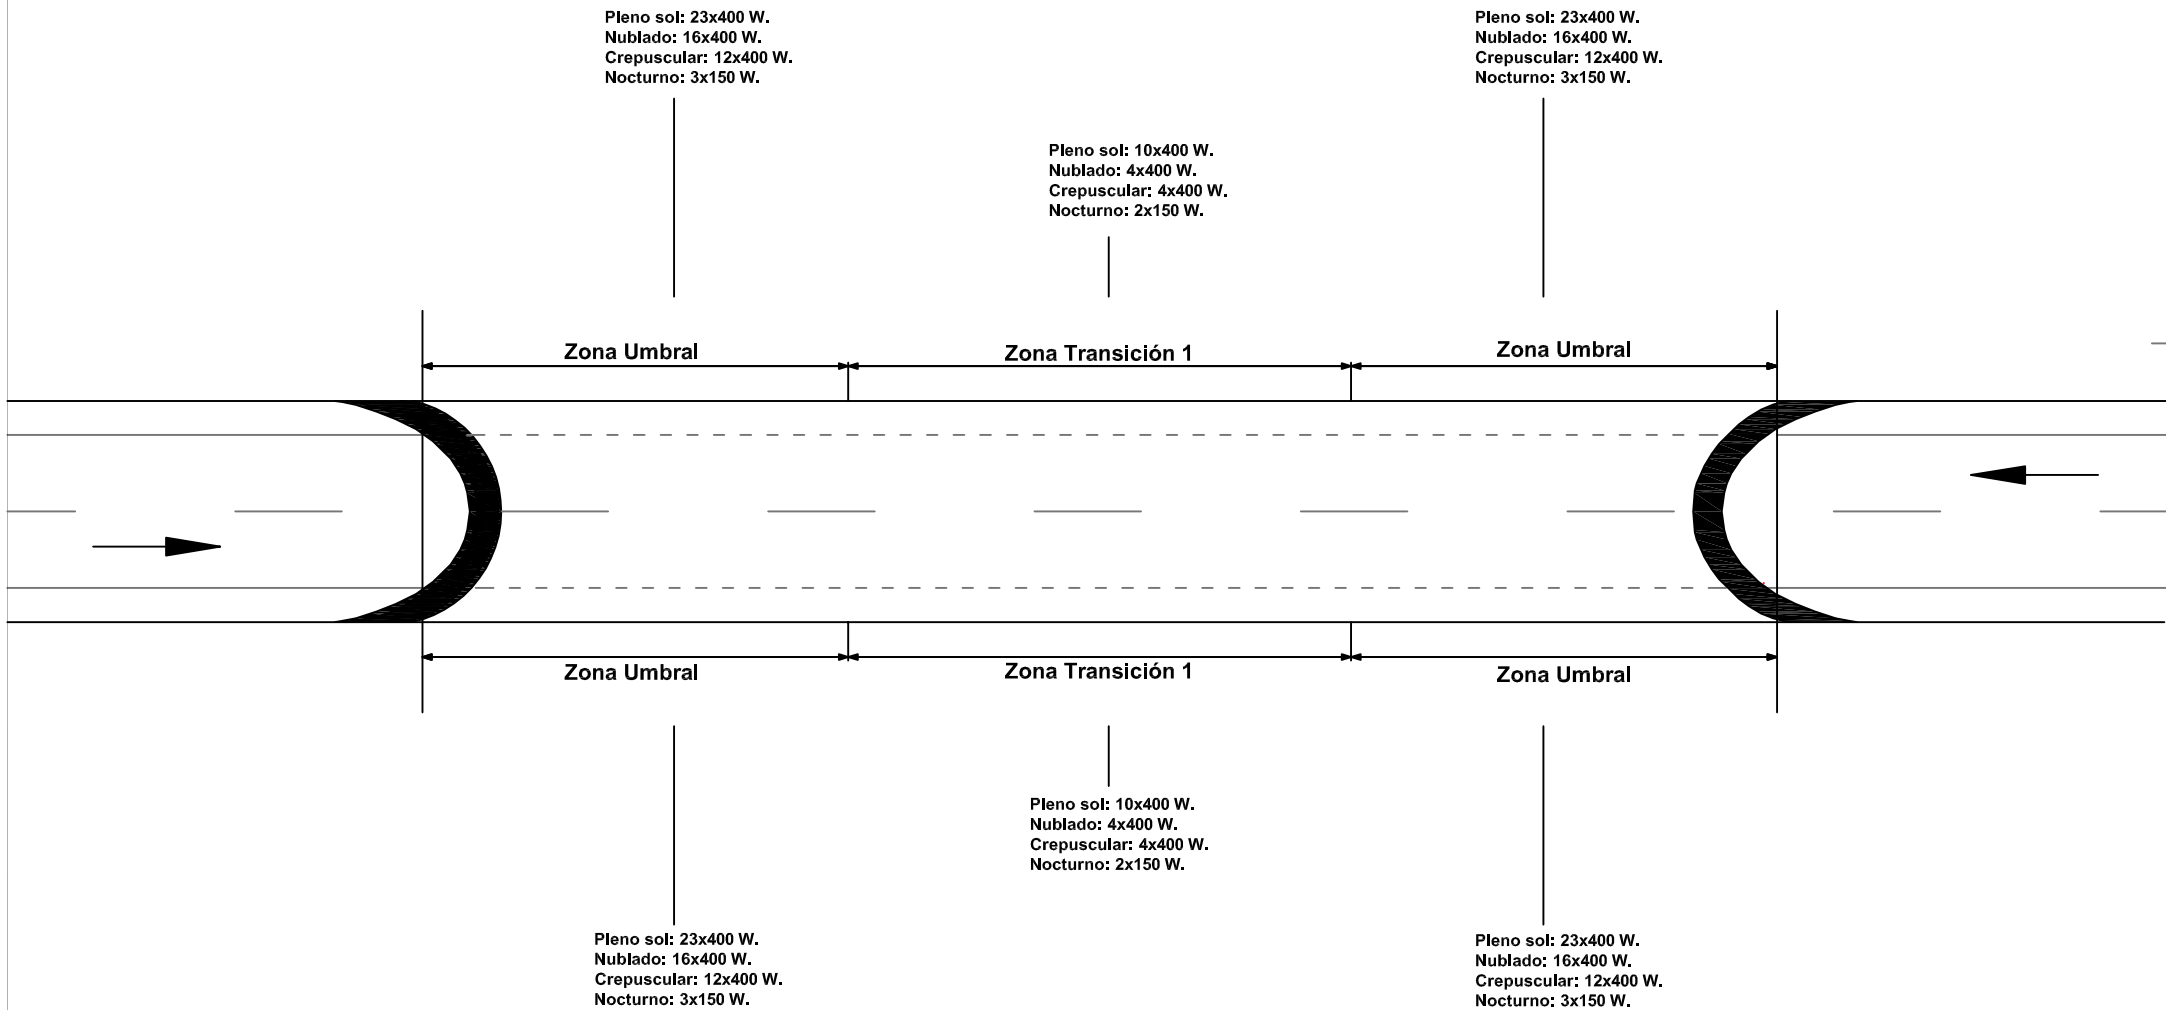 Pleno sol: 23x400 W.
Nublado: 16x400 W.
Crepuscular: 12x400 W.
Nocturno: 3x150 W.
Pleno sol: 23x400 W.
Nublado: 16x400 W.
Crepuscular: 12x400 W.
Nocturno: 3x150 W.
Pleno sol: 10x400 W.
Nublado: 4x400 W.
Crepuscular: 4x400 W.
Nocturno: 2x150 W.
Zona Umbral
Zona Transición 1
Zona Umbral
Zona Umbral
Zona Transición 1
Zona Umbral
Pleno sol: 10x400 W.
Nublado: 4x400 W.
Crepuscular: 4x400 W.
Nocturno: 2x150 W.
Pleno sol: 23x400 W.
Nublado: 16x400 W.
Crepuscular: 12x400 W.
Nocturno: 3x150 W.
Pleno sol: 23x400 W.
Nublado: 16x400 W.
Crepuscular: 12x400 W.
Nocturno: 3x150 W.